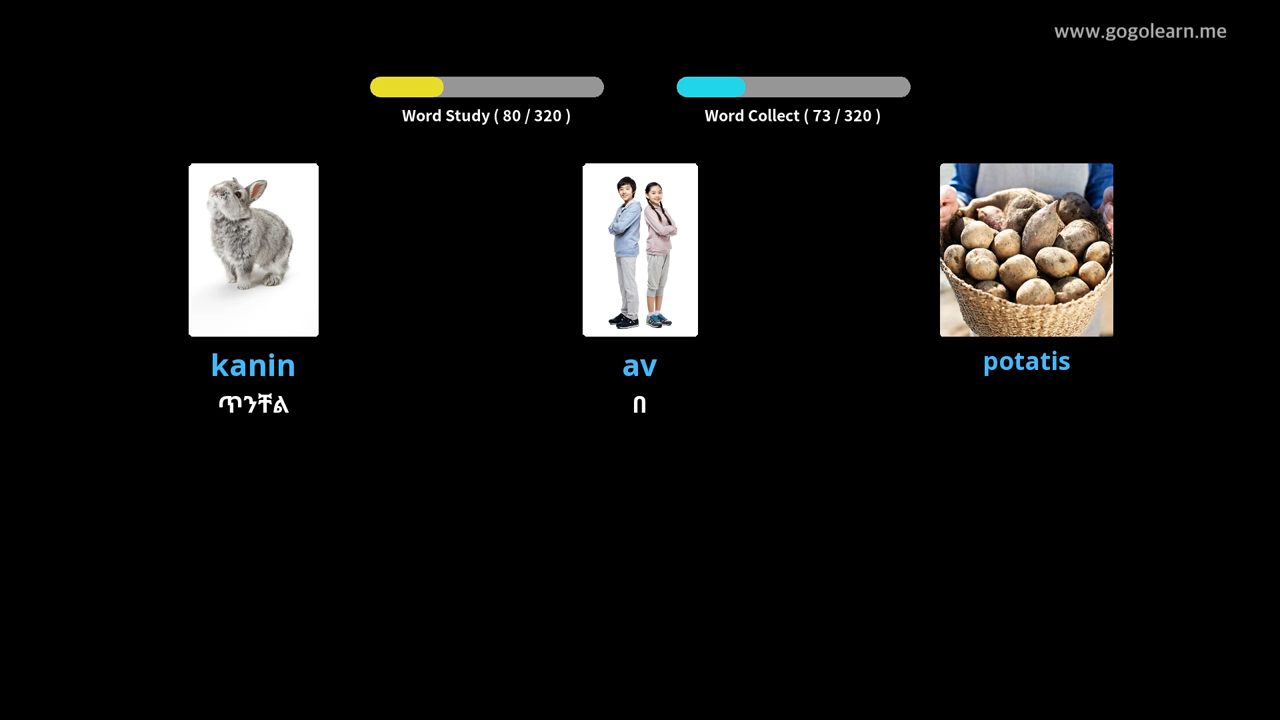 www.gogolearn.me
Word Study ( 80 / 320 )
Word Collect ( 73 / 320 )
kanin
ጥንቸል
av
በ
potatis